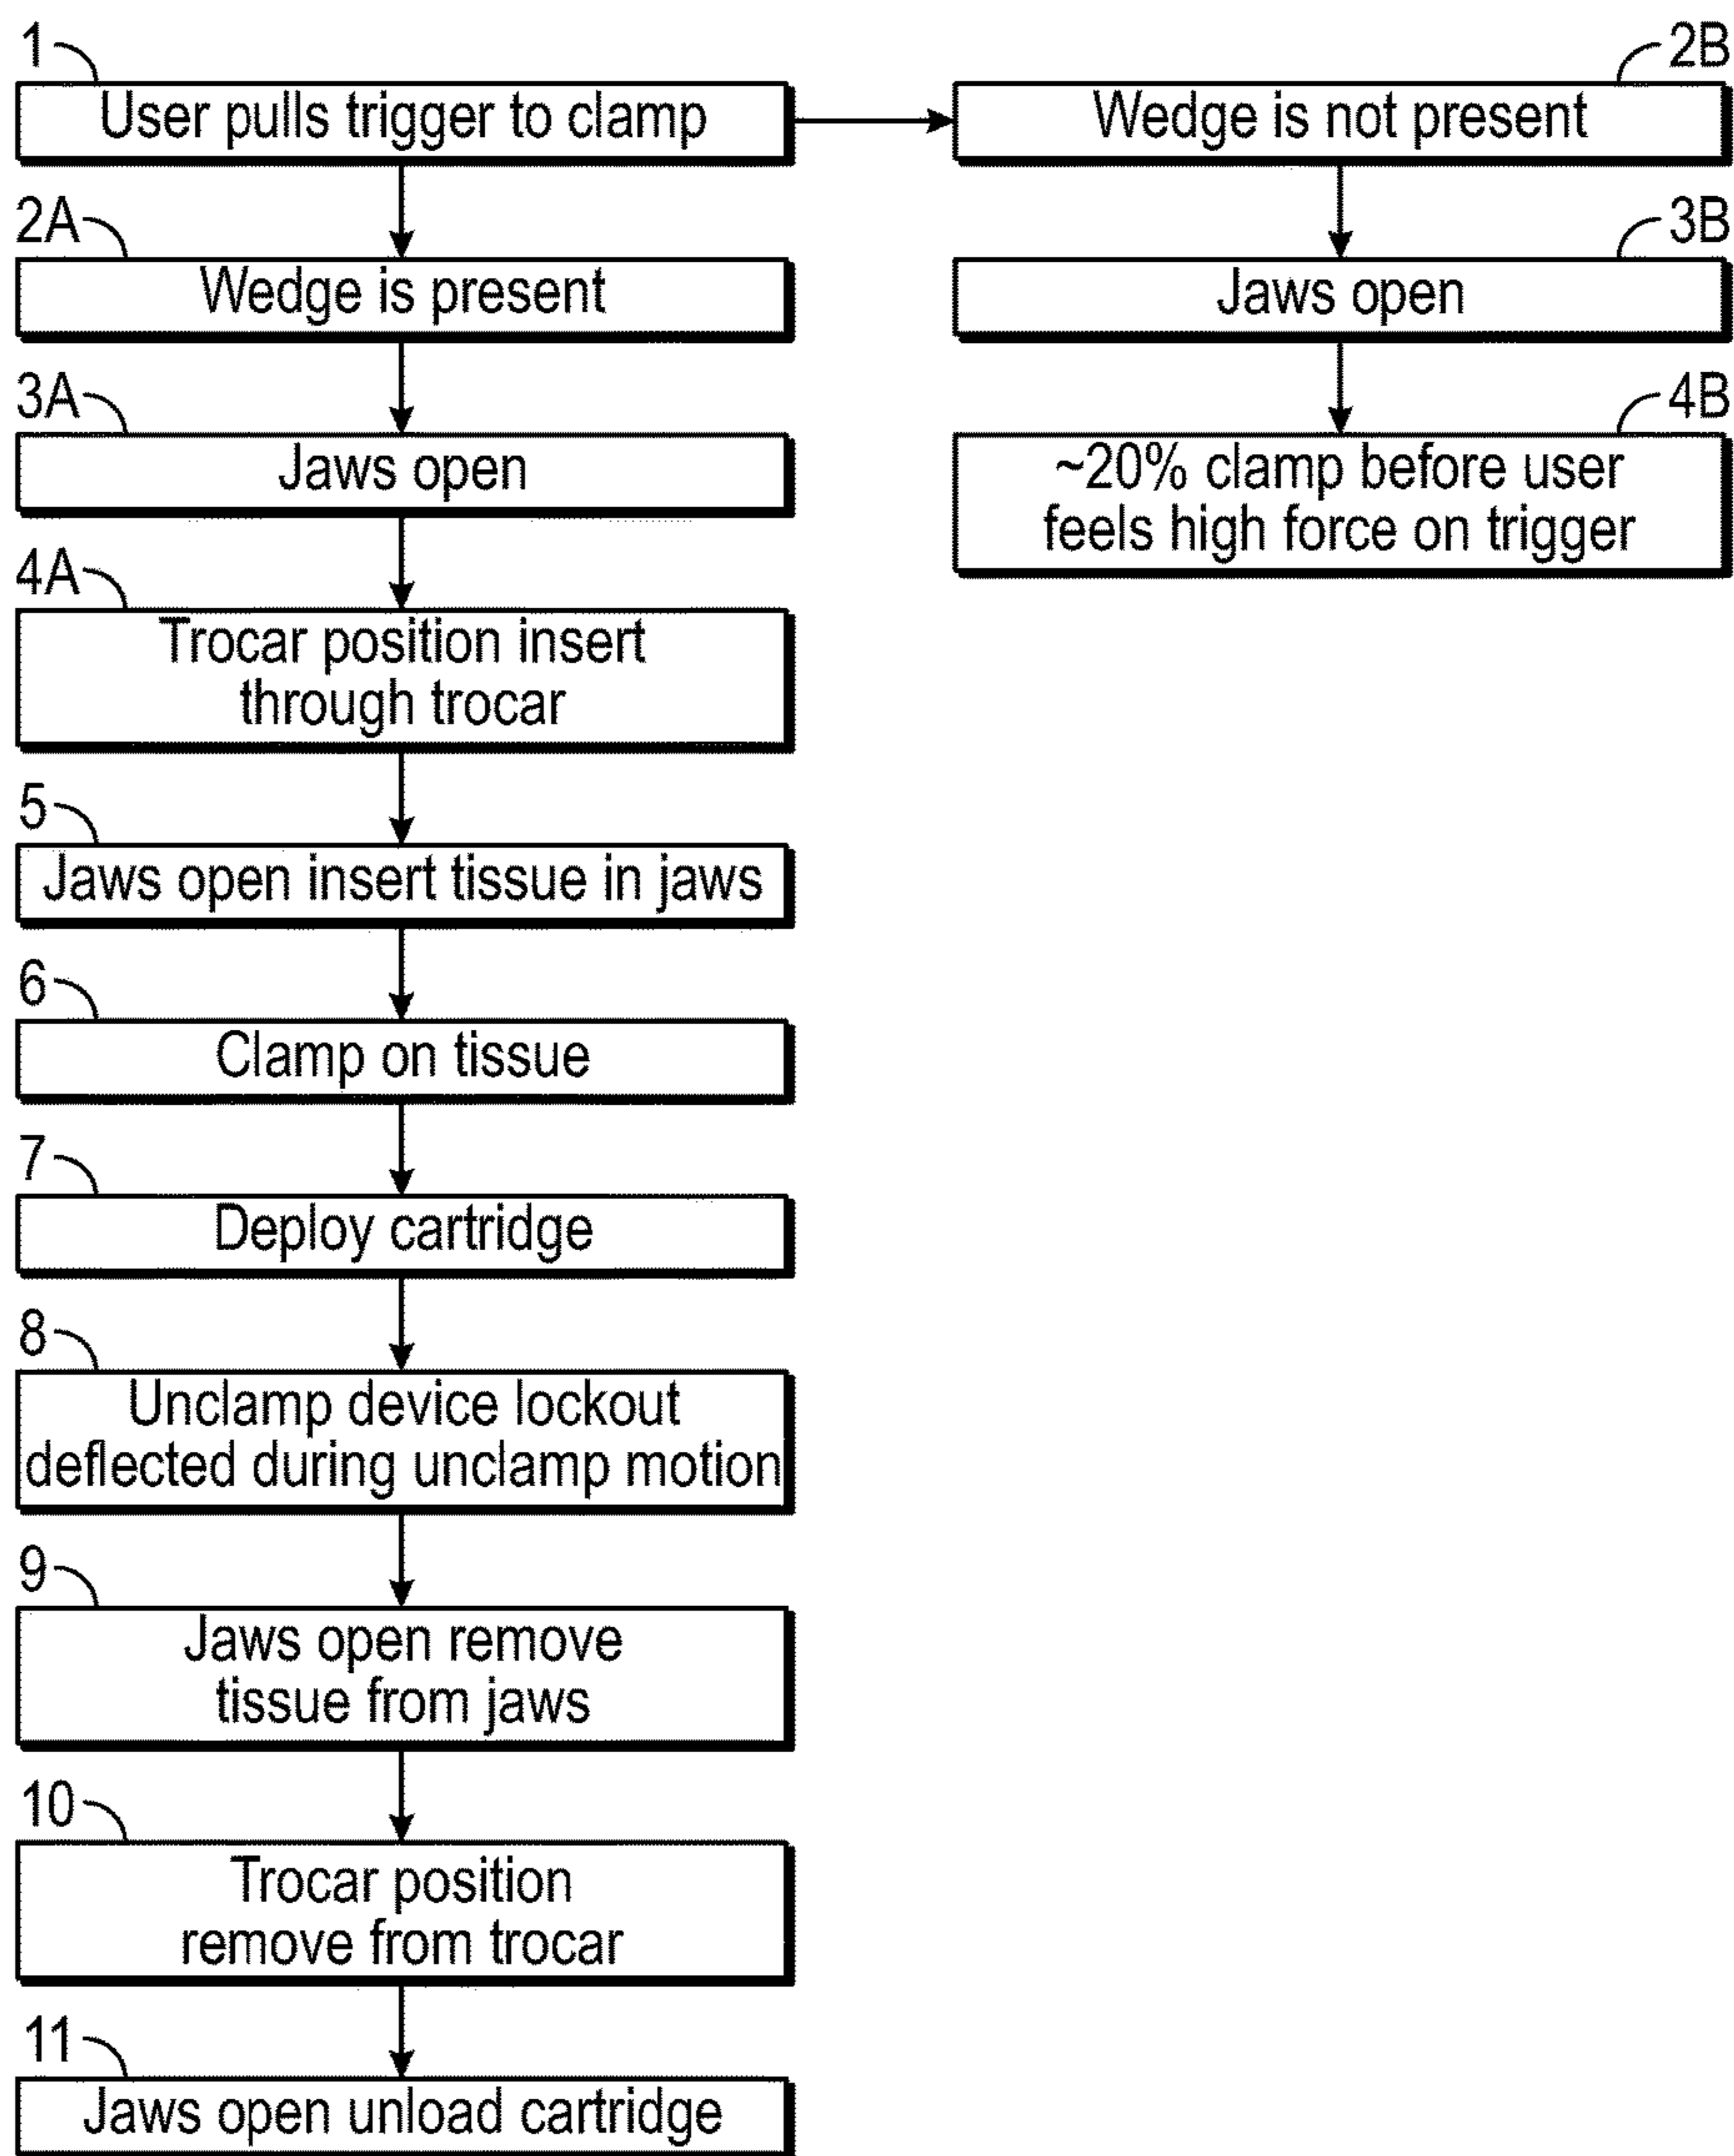 1
User pulls trigger to clamp
2A
Wedge is present
3A
Jaws open
4A
Trocar position insert
through trocar
5
Jaws open insert tissue in jaws
6
Clamp on tissue
7
Deploy cartridge
8
Unclamp device lockout
deflected during unclamp motion
9
Jaws open remove
tissue from jaws
10
Trocar position
remove from trocar
11
Jaws open unload cartridge
2B
Wedge is not present
3B
Jaws open
4B
~20% clamp before user
feels high force on trigger